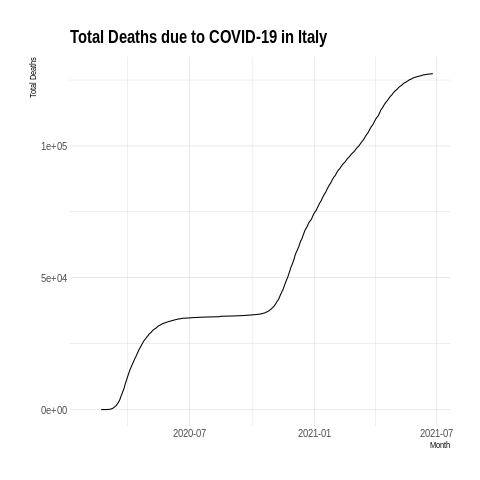 Total Deaths due to COVID-19 in Italy
Total Deaths
1e+05
5e+04
0e+00
2020-07 2021-01 2021-07
Month